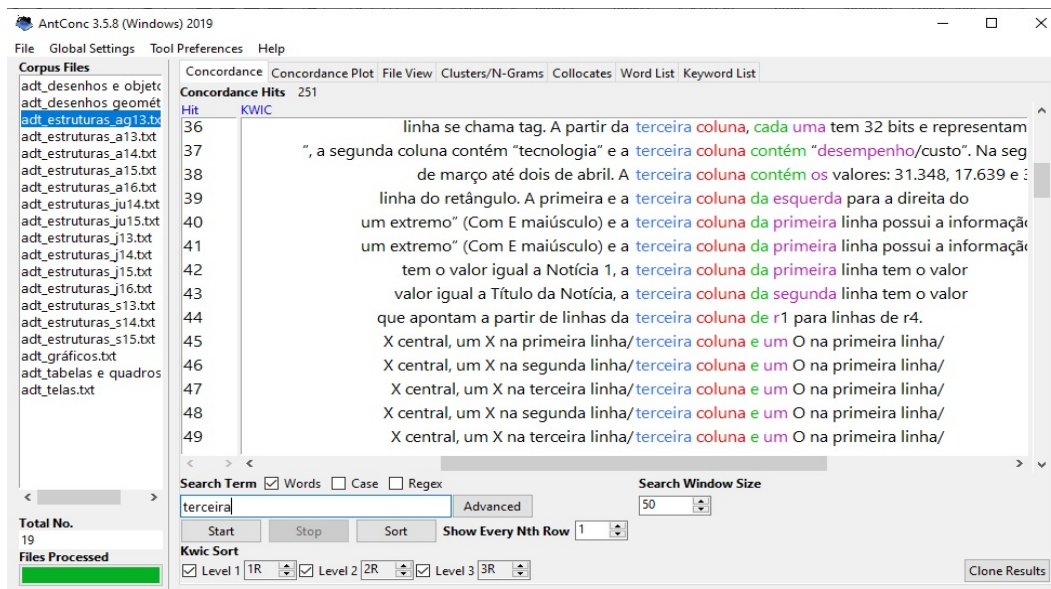 AntConc 3.5.8 (Windows) 2019
File Global Settings Tool Preferences Help
Corpus Files
adt_desenhos e objeto
adt_desenhos geomét
adt_estruturas_ag13.tx
adt_estruturas_a13.txt
adt_estruturas_a14.txt
adt_estruturas_a15.txt
adt_estruturas_a16.txt
adt_estruturas_ju14.txt
adt_estruturas_ju15.txt
adt_estruturas_j13.txt
adt_estruturas_j14.txt
adt_estruturas_j15.txt
adt_estruturas_j16.txt
adt_estruturas_s13.txt
adt_estruturas_s14.txt
adt_estruturas_s15.txt
adt_gráficos.txt
adt_tabelas e quadros
adt_telas.txt
Total No.
19
Files Processed
Concordance Concordance Plot File View Clusters/N-Grams Collocates Word List Keyword List
Concordance Hits 251
Hit KWIC
36 linha se chama tag. A partir da terceira coluna, cada uma tem 32 bits e representam
37 ”, a segunda coluna contém “tecnologia” e a terceira coluna contém “desempenho/custo”. Na seg
38 de março até dois de abril. A terceira coluna contém os valores: 31.348, 17.639 e 3
39 linha do retângulo. A primeira e a terceira coluna da esquerda para a direita do
40 um extremo” (Com E maiúsculo) e a terceira coluna da primeira linha possui a informaçã
41 um extremo” (Com E maiúsculo) e a terceira coluna da primeira linha possui a informaçã
42 tem o valor igual a Notícia 1, a terceira coluna da primeira linha tem o valor
43 valor igual a Título da Notícia, a terceira coluna da segunda linha tem o valor
44 que apontam a partir de linhas da terceira coluna de r1 para linhas de r4.
45 X central, um X na primeira linha/terceira coluna e um O na primeira linha/
46 X central, um X na segunda linha/terceira coluna e um O na primeira linha/
47 X central, um X na terceira linha/terceira coluna e um O na primeira linha/
48 X central, um X na segunda linha/terceira coluna e um O na primeira linha/
49 X central, um X na terceira linha/terceira coluna e um O na primeira linha/
Search Term Words Case Regex Search Window Size
terceira Advanced 50
Start Stop Sort Show Every Nth Row 1
Kwic Sort
Level 1 1R Level 2 2R Level 3 3R Clone Results